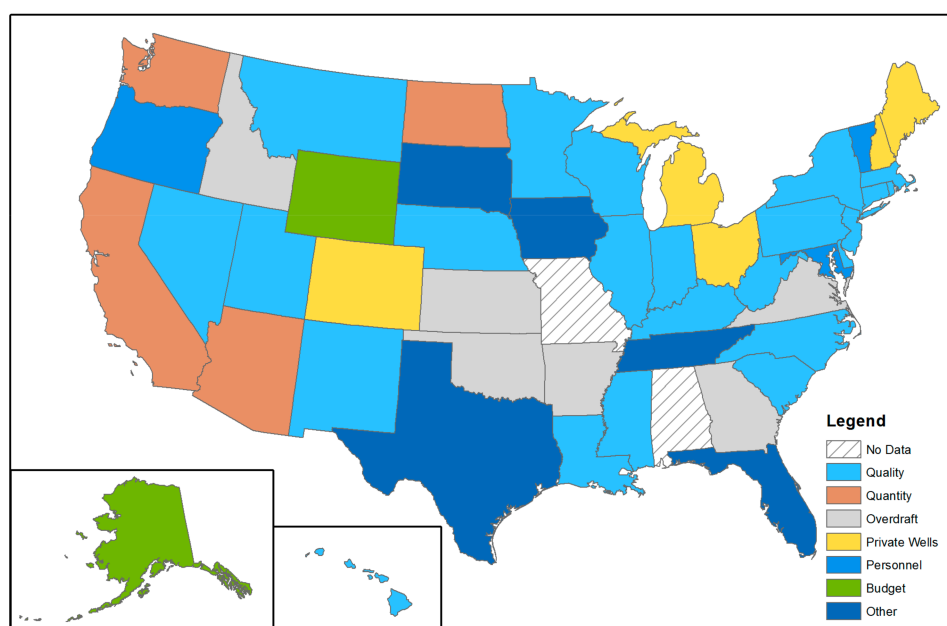 Legend
No Data
Quality
Quantity
Overdraft
Private Wells
Personnel
Budget
Other